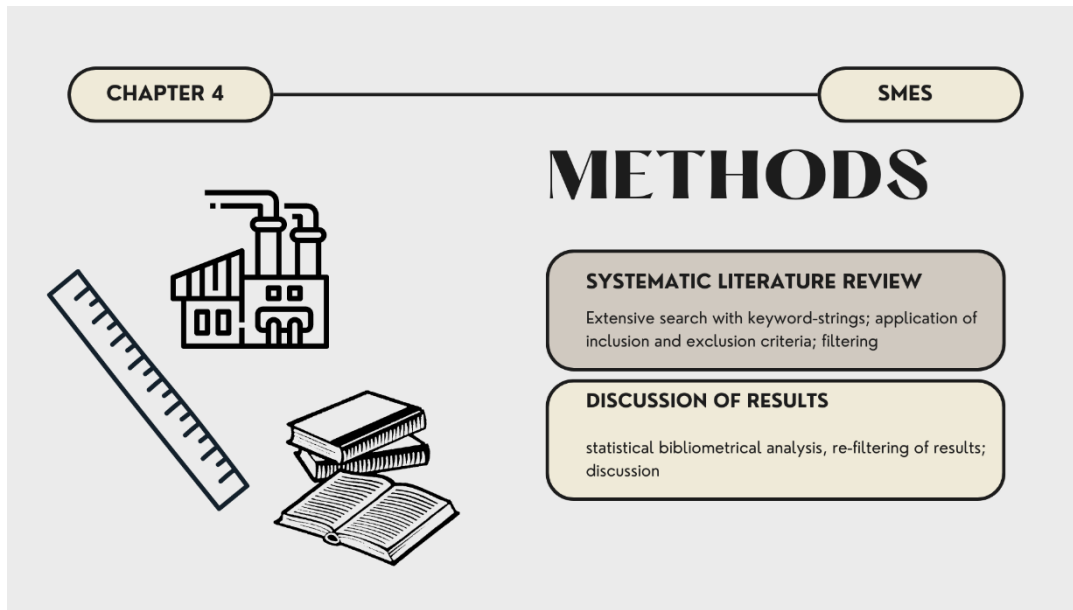 CHAPTER 4
SMES
METHODS
SYSTEMATIC LITERATURE REVIEW
Extensive search with keyword-strings; application of
inclusion and exclusion criteria; filtering
DISCUSSION OF RESULTS
statistical bibliometrical analysis, re-filtering of results;
discussion